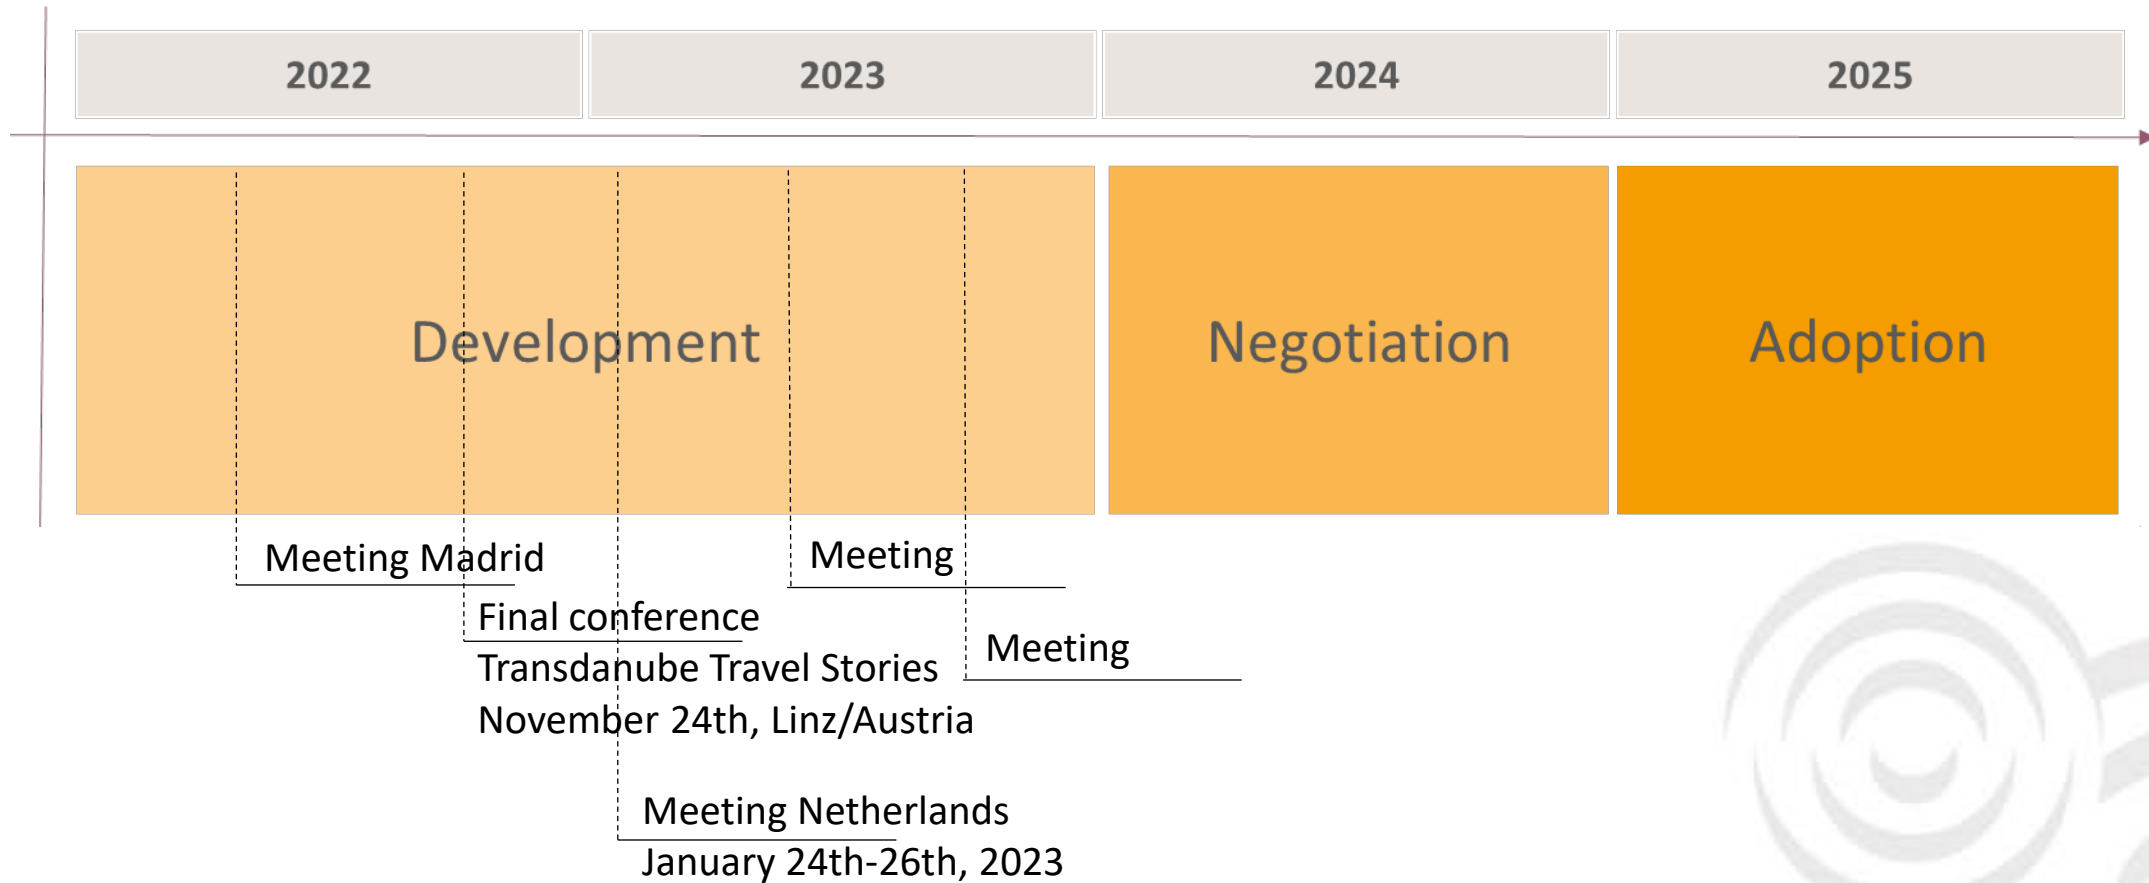 2022
2023
2024
2025
Development
Negotiation
Adoption
Meeting Madrid
Final conference
Transdanube Travel Stories
November 24th, Linz/Austria
Meeting Netherlands
January 24th-26th, 2023
Meeting
Meeting